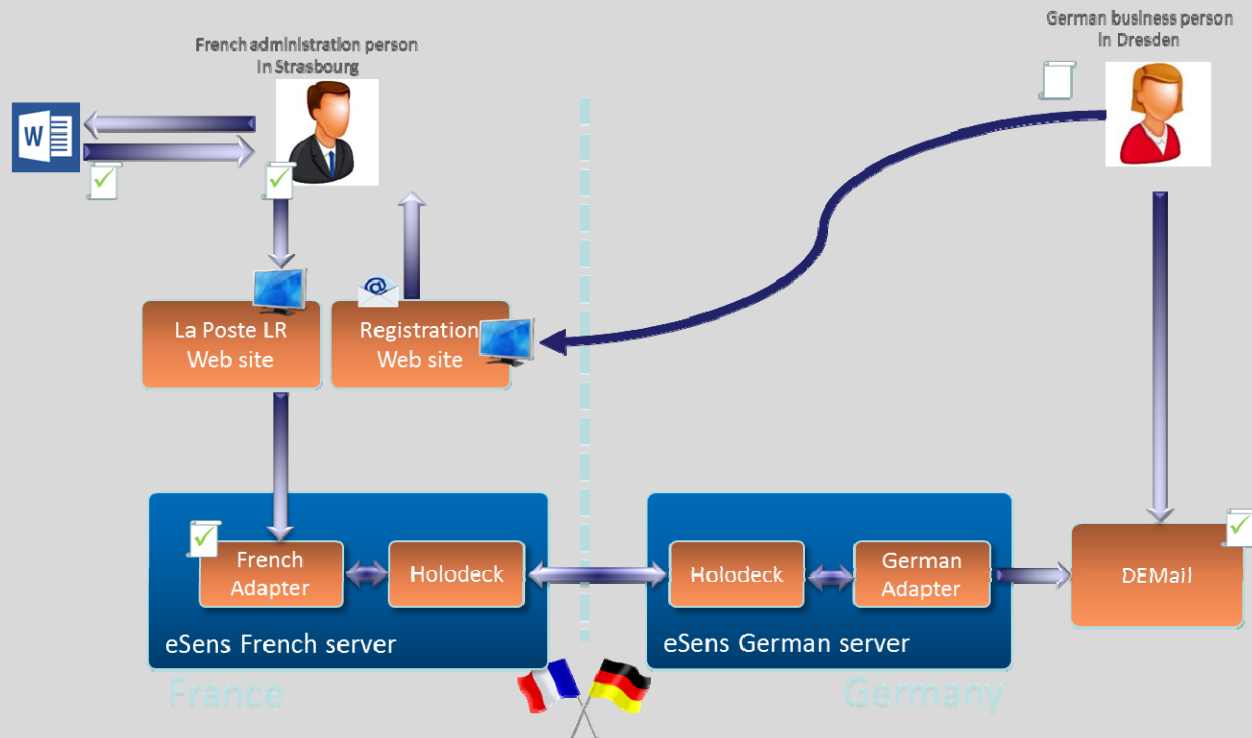 German business person
in Dresden
French administration person
in Strasbourg
W
@
La Poste LR
Web site
Registration
Web site
French
Adapter
Holodeck
Holodeck
German
Adapter
DEMail
eSens French server
eSens German server
France
Germany